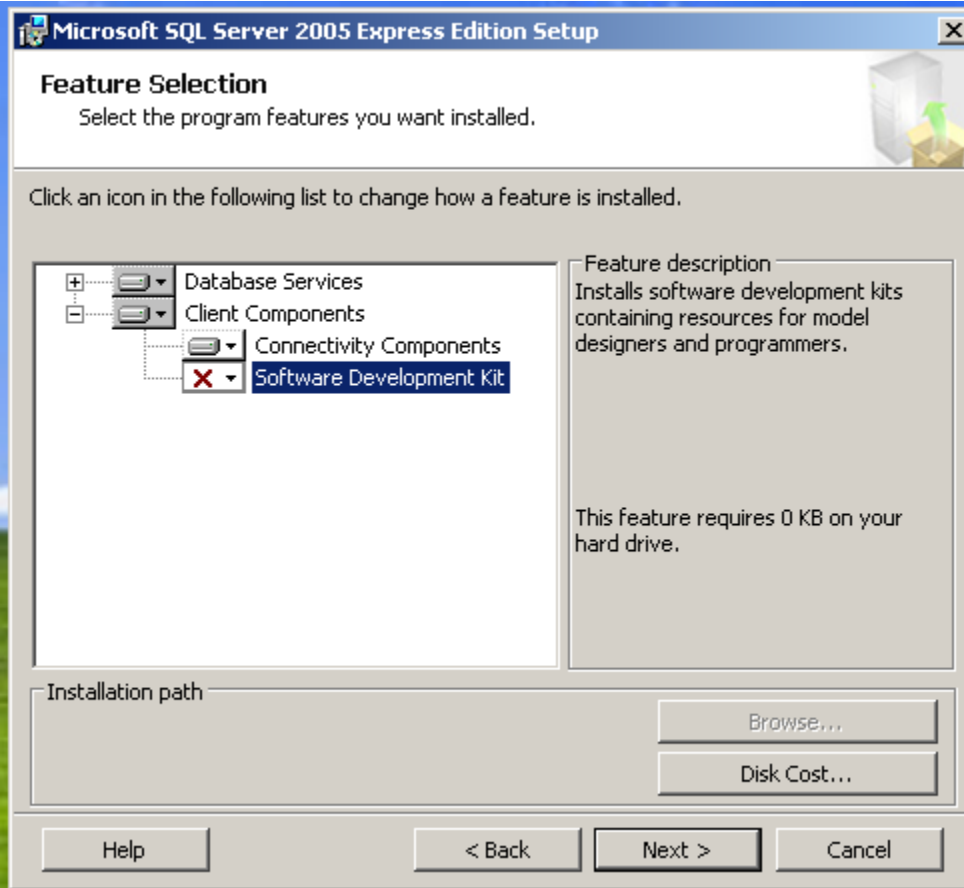 Microsoft SQL Server 2005 Express Edition Setup
Feature Selection
Select the program features you want installed.
Click an icon in the following list to change how a feature is installed.
Database Services
Client Components
Connectivity Components
Software Development Kit
Feature description
Installs software development kits
containing resources for model
designers and programmers.
This feature requires 0 KB on your
hard drive.
Installation path
Browse...
Disk Cost...
Help
< Back
Next >
Cancel